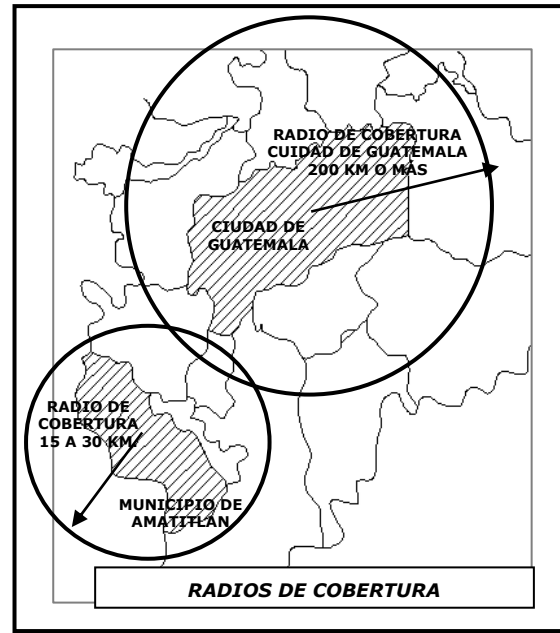 RADIO DE COBERTURA
CUIDAD DE GUATEMALA
200 KM O MÁS
CIUDAD DE
GUATEMALA
RADIO DE
COBERTURA
15 A 30 KM.
MUNICIPIO DE
AMATITLÁN
RADIOS DE COBERTURA